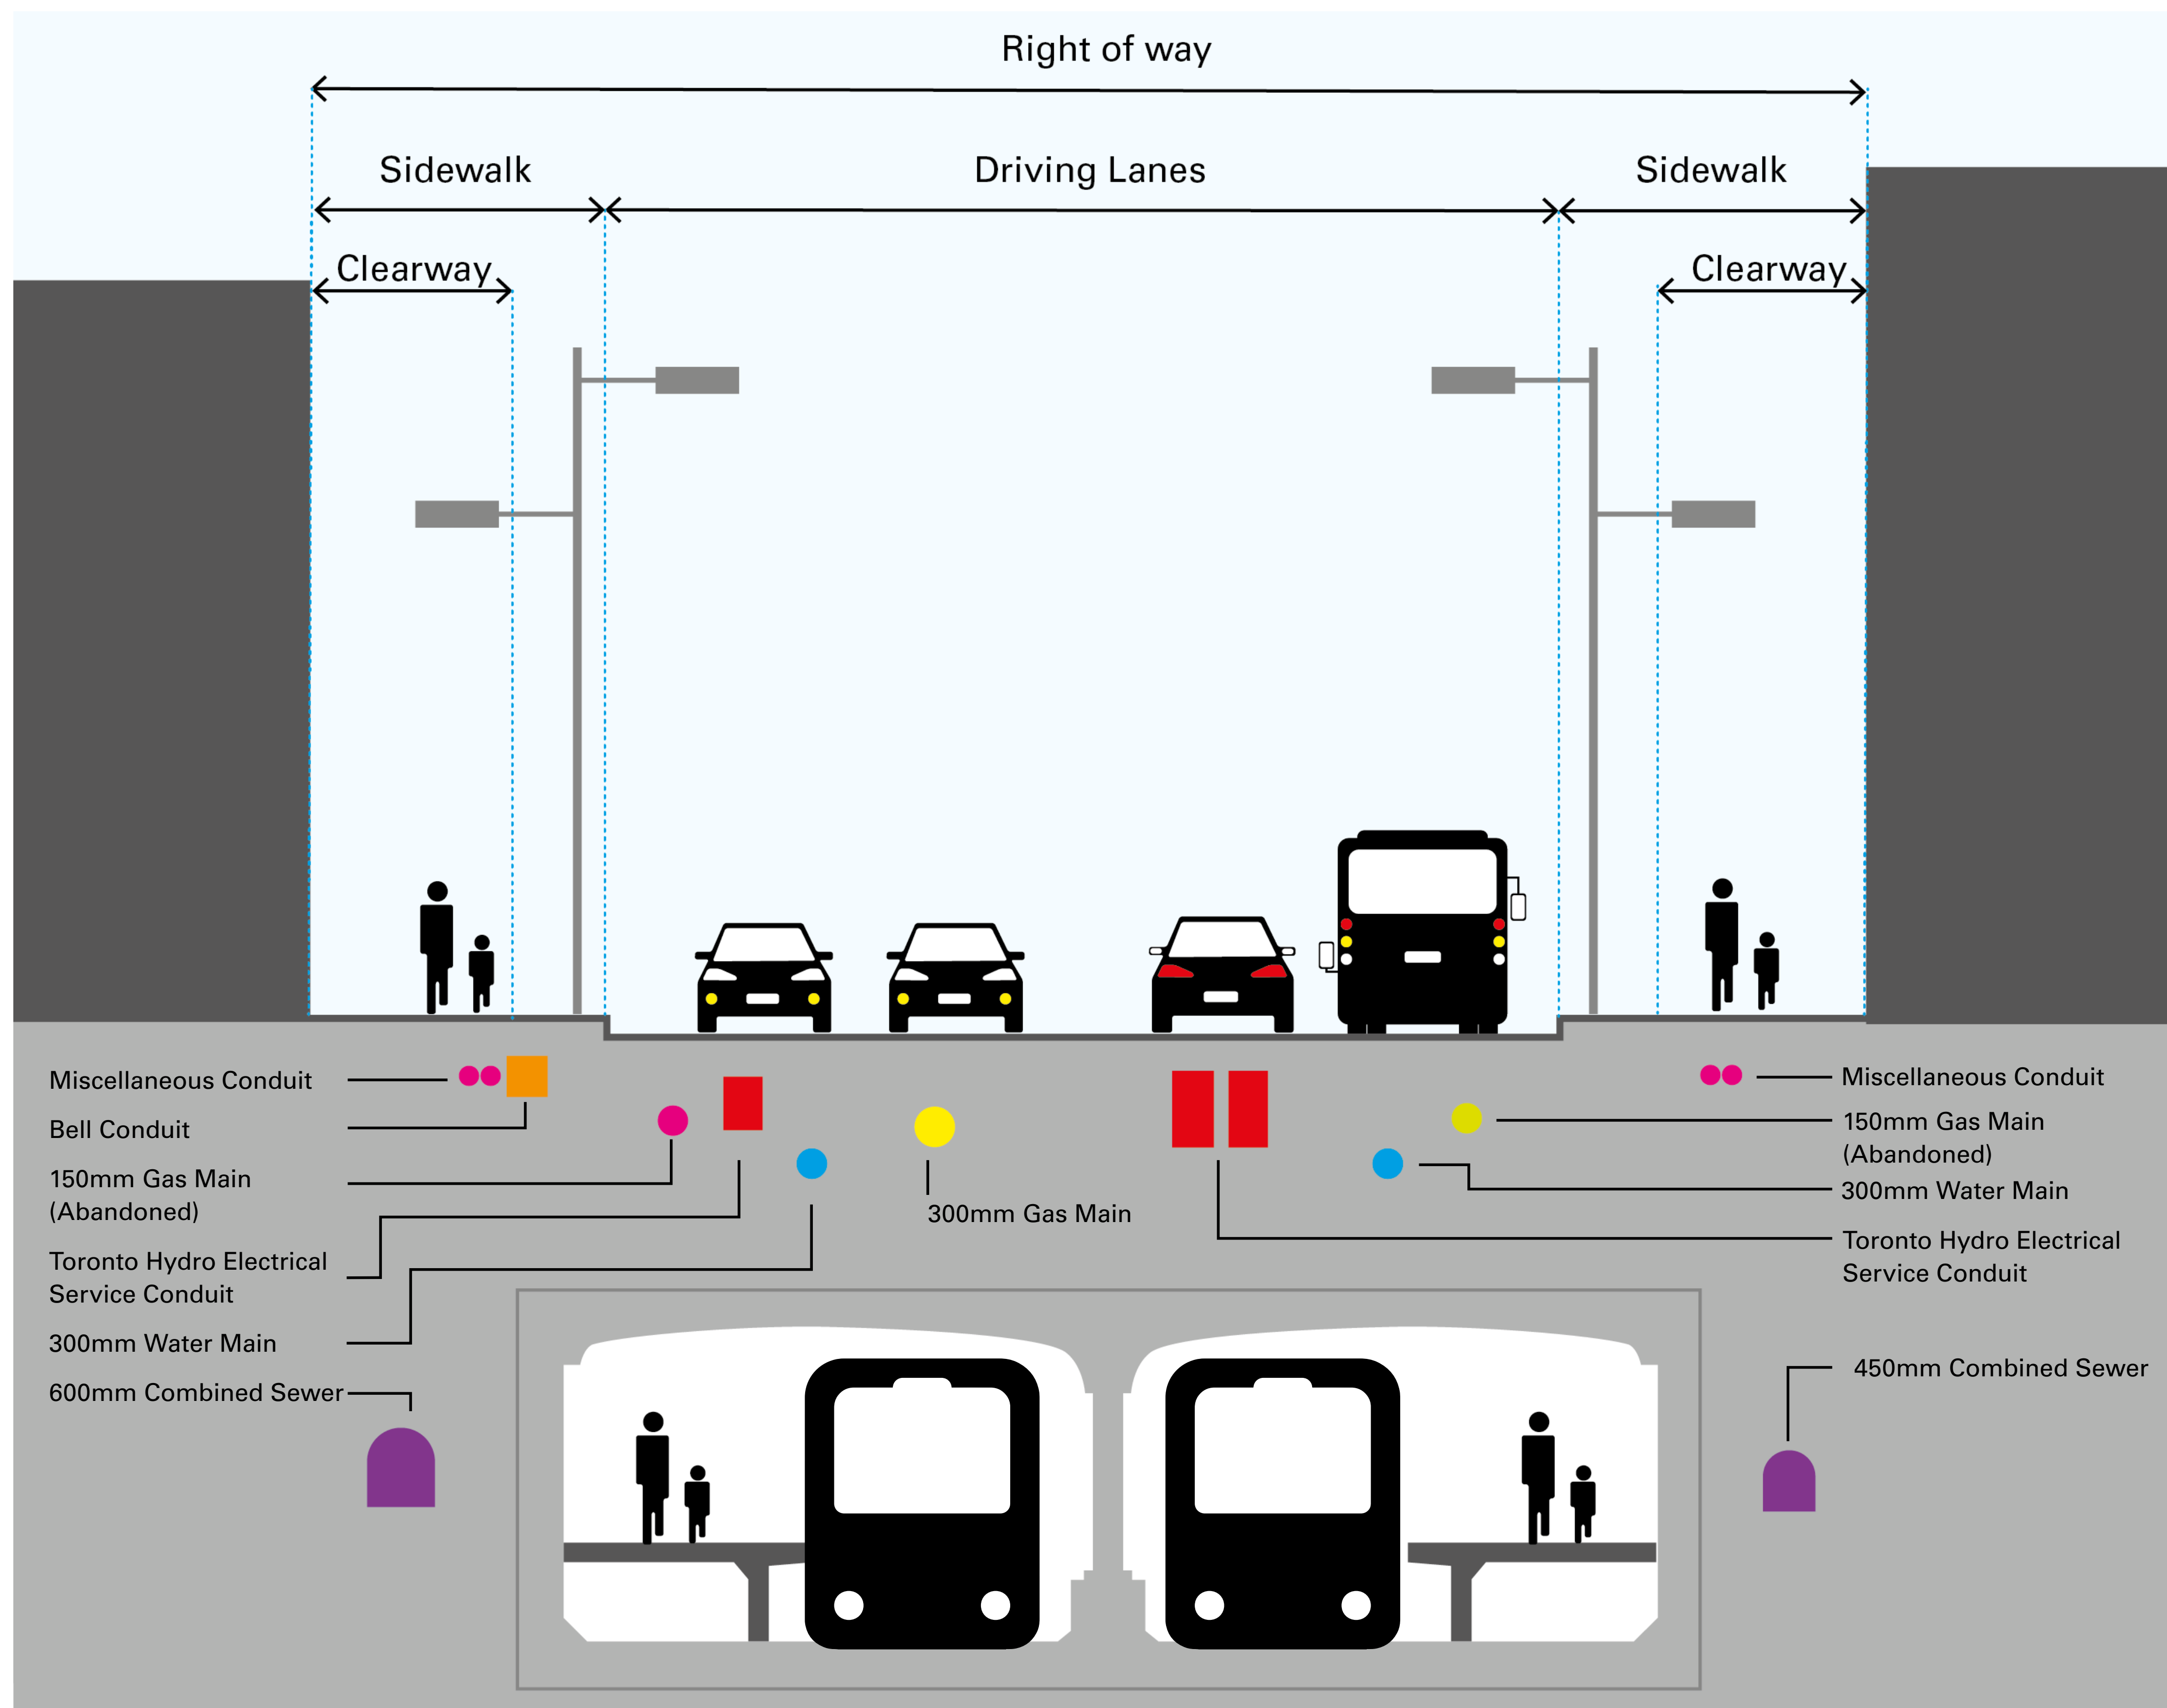 Right of way
Sidewalk
Driving Lanes
Sidewalk
Clearway
Clearway
Miscellaneous Conduit
Bell Conduit
150mm Gas Main
(Abandoned)
Toronto Hydro Electrical
Service Conduit
300mm Water Main
600mm Combined Sewer
300mm Gas Main
Miscellaneous Conduit
150mm Gas Main
(Abandoned)
300mm Water Main
Toronto Hydro Electrical
Service Conduit
450mm Combined Sewer